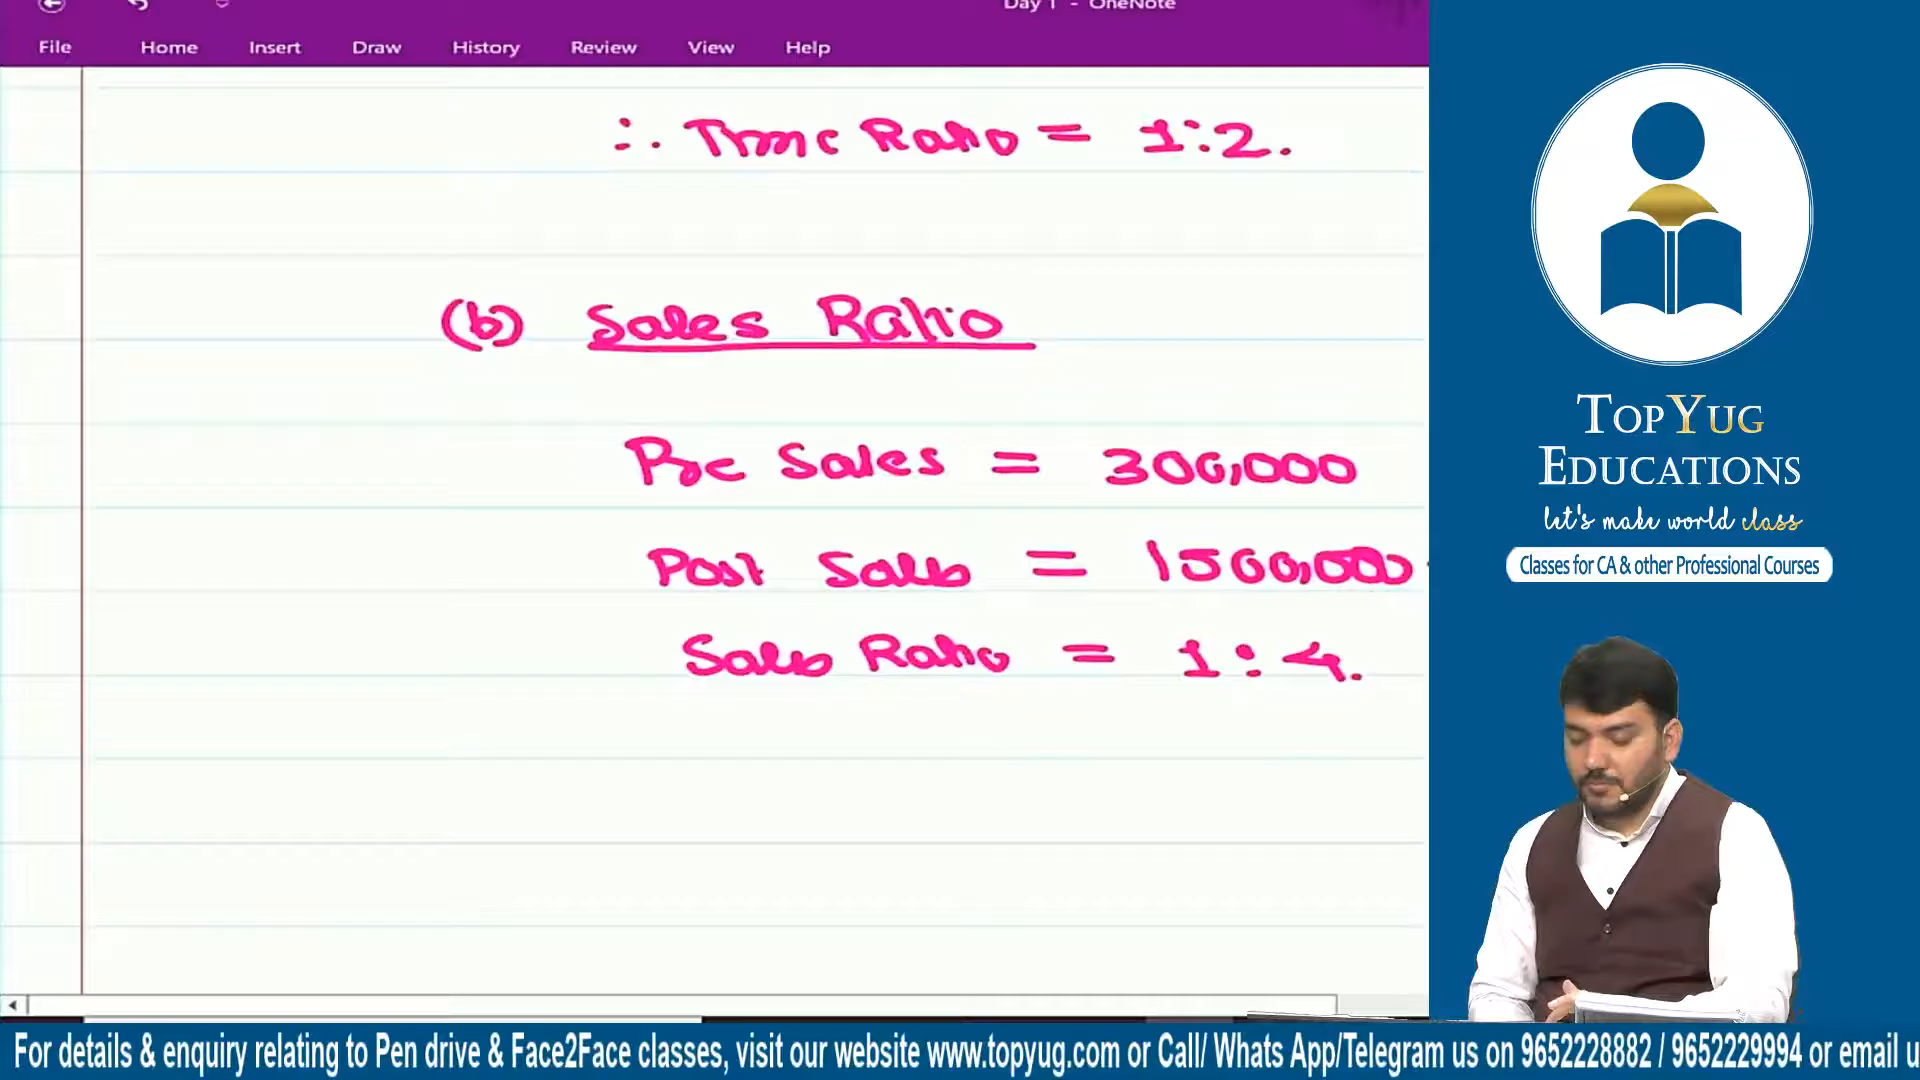 Day 1 - OneNote
File Home Insert Draw History Review View Help
∴ Time Ratio = 1:2.
(b) Sales Ratio
Pre Sales = 300,000
Post Sales = 1500,000
Sales Ratio = 1:4.
TOPYUG
EDUCATIONS
let's make world class
Classes for CA & other Professional Courses
For details & enquiry relating to Pen drive & Face2Face classes, visit our website www.topyug.com or Call/ Whats App/Telegram us on 9652228882 / 9652229994 or email u